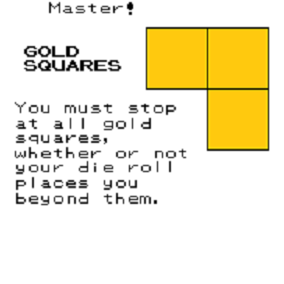 Master!
GOLD
SQUARES
You must stop
at all gold
squares,
whether or not
your die roll
places you
beyond them.